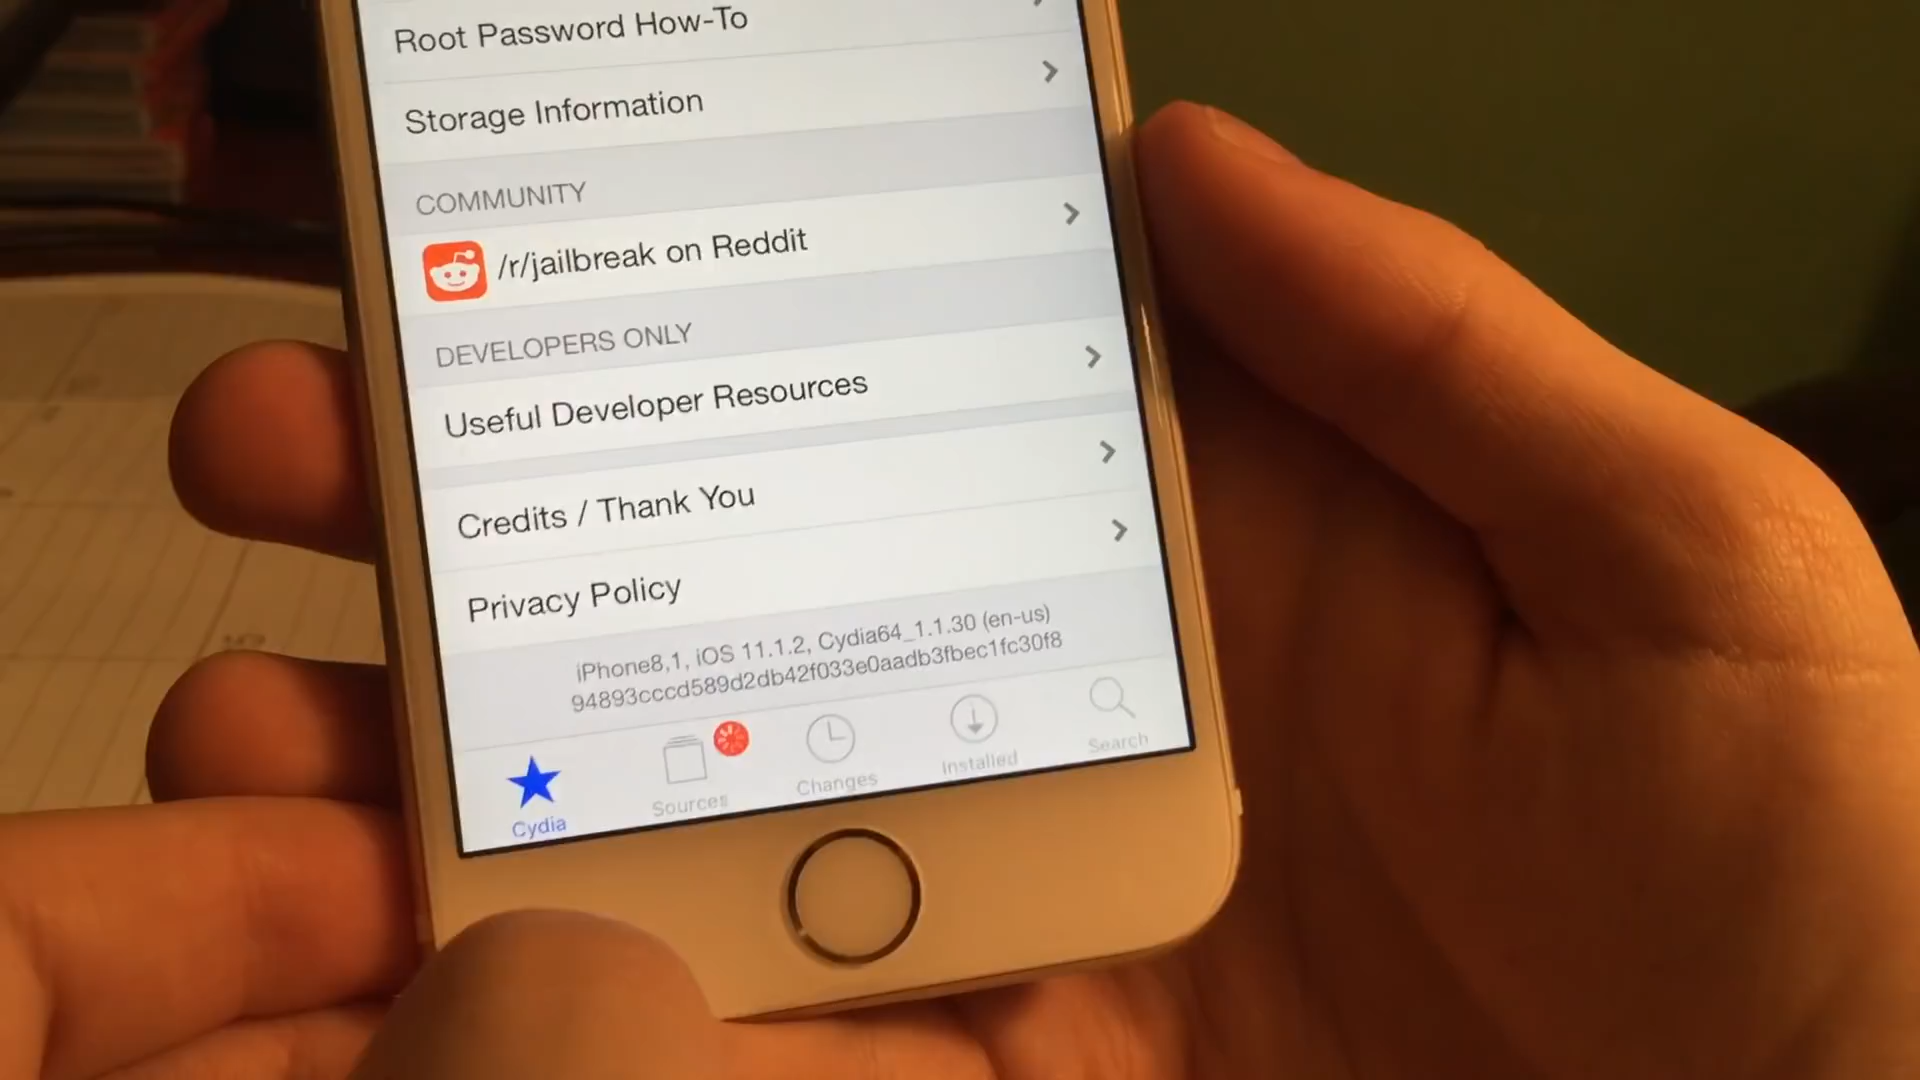 Root Password How-To
Storage Information
COMMUNITY
/r/jailbreak on Reddit
DEVELOPERS ONLY
Useful Developer Resources
Credits / Thank You
Privacy Policy
iPhone8,1, iOS 11.1.2, Cydia64_1.1.30 (en-us)
94893cccd589d2db42f033e0aadb3fbec1fc30f8
Cydia
Sources
Changes
Installed
Search